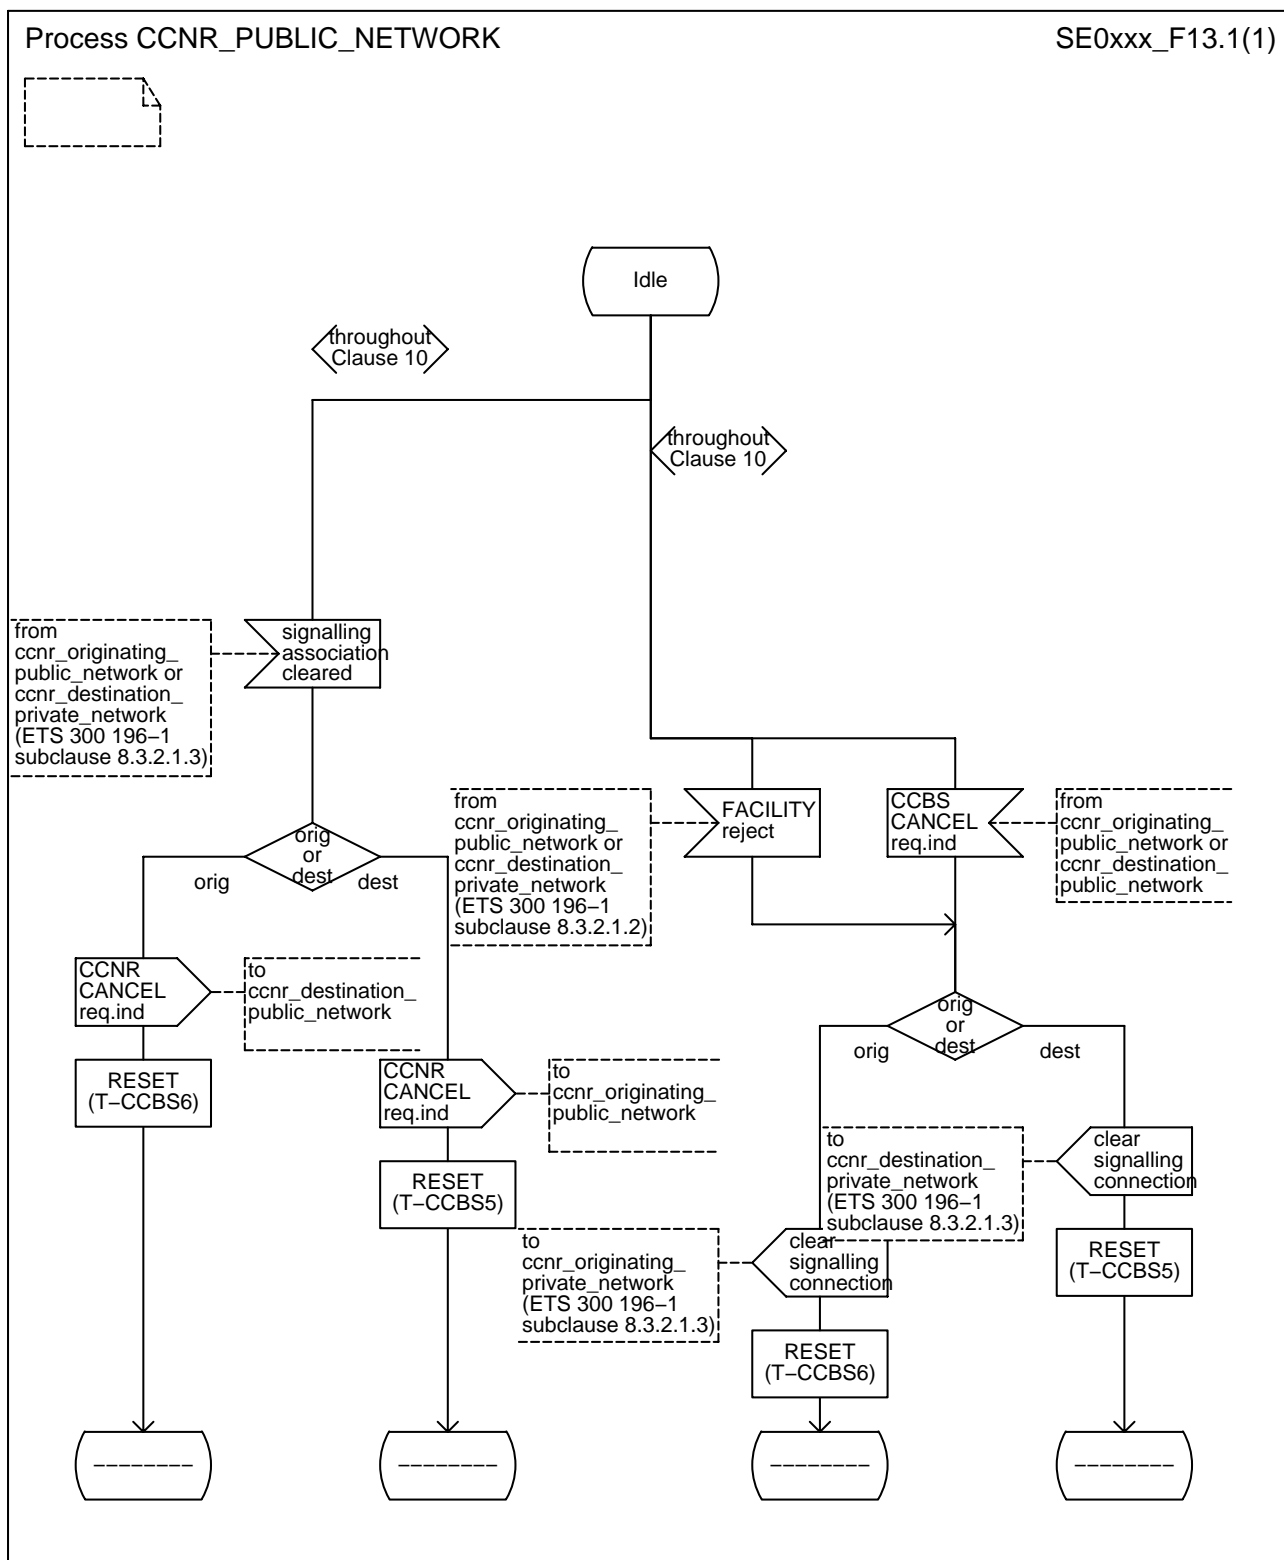 Process CCNR_PUBLIC_NETWORK
SE0xxx_F13.1(1)
Idle
throughout
Clause 10
throughout
Clause 10
from
ccnr_originating_
public_network or
ccnr_destination_
private_network
(ETS 300 196−1
subclause 8.3.2.1.3)
signalling
association
cleared
from
ccnr_originating_
public_network or
ccnr_destination_
private_network
(ETS 300 196−1
subclause 8.3.2.1.2)
FACILITY
reject
CCBS
CANCEL
req.ind
from
ccnr_originating_
public_network or
ccnr_destination_
public_network
orig
or
dest
orig
dest
CCNR
CANCEL
req.ind
to
ccnr_destination_
public_network
RESET
(T−CCBS6)
CCNR
CANCEL
req.ind
to
ccnr_originating_
public_network
RESET
(T−CCBS5)
orig
or
dest
orig
dest
to
ccnr_destination_
private_network
(ETS 300 196−1
subclause 8.3.2.1.3)
clear
signalling
connection
to
ccnr_originating_
private_network
(ETS 300 196−1
subclause 8.3.2.1.3)
clear
signalling
connection
RESET
(T−CCBS5)
RESET
(T−CCBS6)